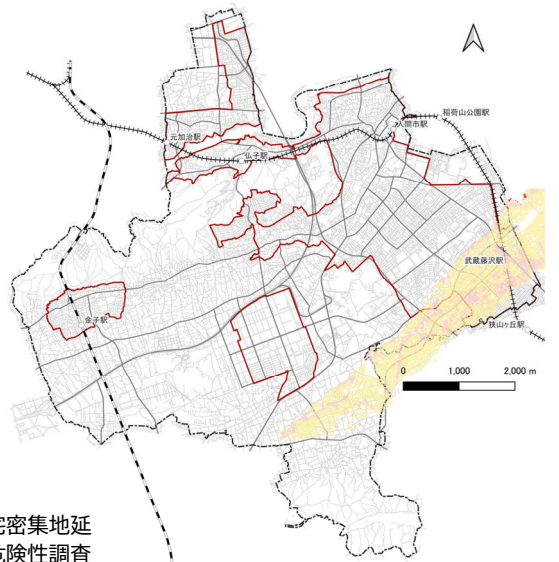 稲荷山公園駅
入間市駅
元加治駅
仏子駅
武蔵藤沢駅
金子駅
狭山ヶ丘駅
0 1,000 2,000 m
宅密集地延
危険性調査